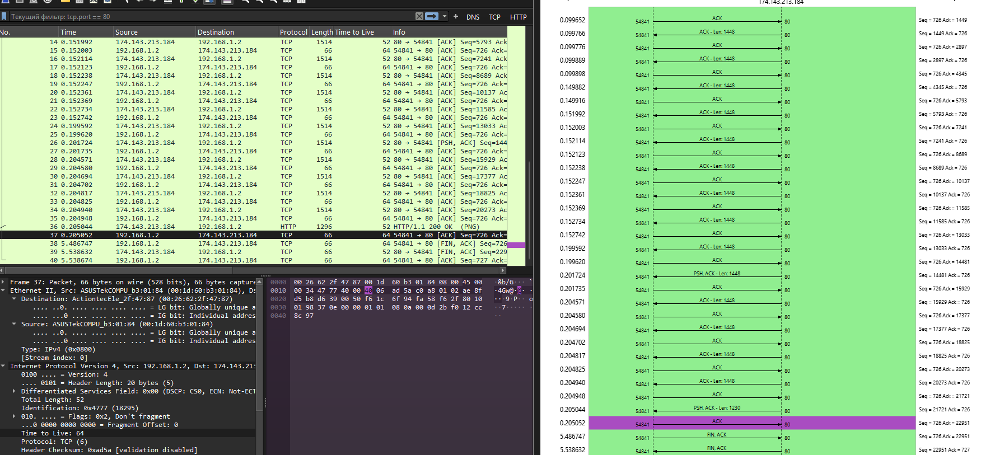 Текущий фильтр: tcp.port == 80
DNS TCP HTTP
No. Time Source Destination Protocol Length Time to Live Info
14 0.151992 174.143.213.184 192.168.1.2 TCP 1514 52 80 → 54841 [ACK] Seq=5793 Ack
15 0.152003 192.168.1.2 174.143.213.184 TCP 66 64 54841 → 80 [ACK] Seq=726 Ack=
16 0.152114 174.143.213.184 192.168.1.2 TCP 1514 52 80 → 54841 [ACK] Seq=7241 Ack
17 0.152123 192.168.1.2 174.143.213.184 TCP 66 64 54841 → 80 [ACK] Seq=726 Ack=
18 0.152238 174.143.213.184 192.168.1.2 TCP 1514 52 80 → 54841 [ACK] Seq=8689 Ack
19 0.152247 192.168.1.2 174.143.213.184 TCP 66 64 54841 → 80 [ACK] Seq=726 Ack=
20 0.152361 174.143.213.184 192.168.1.2 TCP 1514 52 80 → 54841 [ACK] Seq=10137 Ac
21 0.152369 192.168.1.2 174.143.213.184 TCP 66 64 54841 → 80 [ACK] Seq=726 Ack=
22 0.152734 174.143.213.184 192.168.1.2 TCP 1514 52 80 → 54841 [ACK] Seq=11585 Ac
23 0.152742 192.168.1.2 174.143.213.184 TCP 66 64 54841 → 80 [ACK] Seq=726 Ack=
24 0.199592 174.143.213.184 192.168.1.2 TCP 1514 52 80 → 54841 [ACK] Seq=13033 Ac
25 0.199620 192.168.1.2 174.143.213.184 TCP 66 64 54841 → 80 [ACK] Seq=726 Ack=
26 0.201724 174.143.213.184 192.168.1.2 TCP 1514 52 80 → 54841 [PSH, ACK] Seq=144
27 0.201735 192.168.1.2 174.143.213.184 TCP 66 64 54841 → 80 [ACK] Seq=726 Ack=
28 0.204571 174.143.213.184 192.168.1.2 TCP 1514 52 80 → 54841 [ACK] Seq=15929 Ac
29 0.204580 192.168.1.2 174.143.213.184 TCP 66 64 54841 → 80 [ACK] Seq=726 Ack=
30 0.204694 174.143.213.184 192.168.1.2 TCP 1514 52 80 → 54841 [ACK] Seq=17377 Ac
31 0.204702 192.168.1.2 174.143.213.184 TCP 66 64 54841 → 80 [ACK] Seq=726 Ack=
32 0.204817 174.143.213.184 192.168.1.2 TCP 1514 52 80 → 54841 [ACK] Seq=18825 Ac
33 0.204825 192.168.1.2 174.143.213.184 TCP 66 64 54841 → 80 [ACK] Seq=726 Ack=
34 0.204940 174.143.213.184 192.168.1.2 TCP 1514 52 80 → 54841 [ACK] Seq=20273 Ac
35 0.204948 192.168.1.2 174.143.213.184 TCP 66 64 54841 → 80 [ACK] Seq=726 Ack=
36 0.205044 174.143.213.184 192.168.1.2 HTTP 1296 52 HTTP/1.1 200 OK (PNG)
37 0.205052 192.168.1.2 174.143.213.184 TCP 66 64 54841 → 80 [ACK] Seq=726 Ack=
38 5.486747 192.168.1.2 174.143.213.184 TCP 66 64 54841 → 80 [FIN, ACK] Seq=726
39 5.538632 174.143.213.184 192.168.1.2 TCP 66 52 80 → 54841 [FIN, ACK] Seq=229
40 5.538674 192.168.1.2 174.143.213.184 TCP 66 64 54841 → 80 [ACK] Seq=727 Ack=
Frame 37: Packet, 66 bytes on wire (528 bits), 66 bytes capture
Ethernet II, Src: ASUSTekCOMPU_b3:01:84 (00:1d:60:b3:01:84), Ds
Destination: ActiontecEle_2f:47:87 (00:26:62:2f:47:87)
.... ..0. .... .... .... .... = LG bit: Globally unique a
.... ...0 .... .... .... .... = IG bit: Individual addres
Source: ASUSTekCOMPU_b3:01:84 (00:1d:60:b3:01:84)
.... ..0. .... .... .... .... = LG bit: Globally unique a
.... ...0 .... .... .... .... = IG bit: Individual addres
Type: IPv4 (0x0800)
[Stream index: 0]
Internet Protocol Version 4, Src: 192.168.1.2, Dst: 174.143.213
0100 .... = Version: 4
.... 0101 = Header Length: 20 bytes (5)
Differentiated Services Field: 0x00 (DSCP: CS0, ECN: Not-ECT
Total Length: 52
Identification: 0x4777 (18295)
010. .... = Flags: 0x2, Don't fragment
...0 0000 0000 0000 = Fragment Offset: 0
Time to Live: 64
Protocol: TCP (6)
Header Checksum: 0xad5a [validation disabled]
0000 00 26 62 2f 47 87 00 1d 60 b3 01 84 08 00 45 00 ·&b/G··· `
0010 00 34 47 77 40 00 40 06 ad 5a c0 a8 01 02 ae 8f ·4Gw@·@· ·
0020 d5 b8 d6 39 00 50 f6 1c 6f 94 fa 58 f6 2f 80 10 ···9·P·· o
0030 01 98 37 0e 00 00 01 01 08 0a 00 0d 2b f0 12 cc ··7·····
0040 8c 97 ··
174.143.213.184
0.099652 54841 ACK 80 Seq = 726 Ack = 1449
0.099766 54841 ACK - Len: 1448 80 Seq = 1449 Ack = 726
0.099776 54841 ACK 80 Seq = 726 Ack = 2897
0.099889 54841 ACK - Len: 1448 80 Seq = 2897 Ack = 726
0.099898 54841 ACK 80 Seq = 726 Ack = 4345
0.149882 54841 ACK - Len: 1448 80 Seq = 4345 Ack = 726
0.149916 54841 ACK 80 Seq = 726 Ack = 5793
0.151992 54841 ACK - Len: 1448 80 Seq = 5793 Ack = 726
0.152003 54841 ACK 80 Seq = 726 Ack = 7241
0.152114 54841 ACK - Len: 1448 80 Seq = 7241 Ack = 726
0.152123 54841 ACK 80 Seq = 726 Ack = 8689
0.152238 54841 ACK - Len: 1448 80 Seq = 8689 Ack = 726
0.152247 54841 ACK 80 Seq = 726 Ack = 10137
0.152361 54841 ACK - Len: 1448 80 Seq = 10137 Ack = 726
0.152369 54841 ACK 80 Seq = 726 Ack = 11585
0.152734 54841 ACK - Len: 1448 80 Seq = 11585 Ack = 726
0.152742 54841 ACK 80 Seq = 726 Ack = 13033
0.199592 54841 ACK - Len: 1448 80 Seq = 13033 Ack = 726
0.199620 54841 ACK 80 Seq = 726 Ack = 14481
0.201724 54841 PSH, ACK - Len: 1448 80 Seq = 14481 Ack = 726
0.201735 54841 ACK 80 Seq = 726 Ack = 15929
0.204571 54841 ACK - Len: 1448 80 Seq = 15929 Ack = 726
0.204580 54841 ACK 80 Seq = 726 Ack = 17377
0.204694 54841 ACK - Len: 1448 80 Seq = 17377 Ack = 726
0.204702 54841 ACK 80 Seq = 726 Ack = 18825
0.204817 54841 ACK - Len: 1448 80 Seq = 18825 Ack = 726
0.204825 54841 ACK 80 Seq = 726 Ack = 20273
0.204940 54841 ACK - Len: 1448 80 Seq = 20273 Ack = 726
0.204948 54841 ACK 80 Seq = 726 Ack = 21721
0.205044 54841 PSH, ACK - Len: 1230 80 Seq = 21721 Ack = 726
0.205052 54841 ACK 80 Seq = 726 Ack = 22951
5.486747 54841 FIN, ACK 80 Seq = 726 Ack = 22951
5.538632 54841 FIN, ACK 80 Seq = 22951 Ack = 727